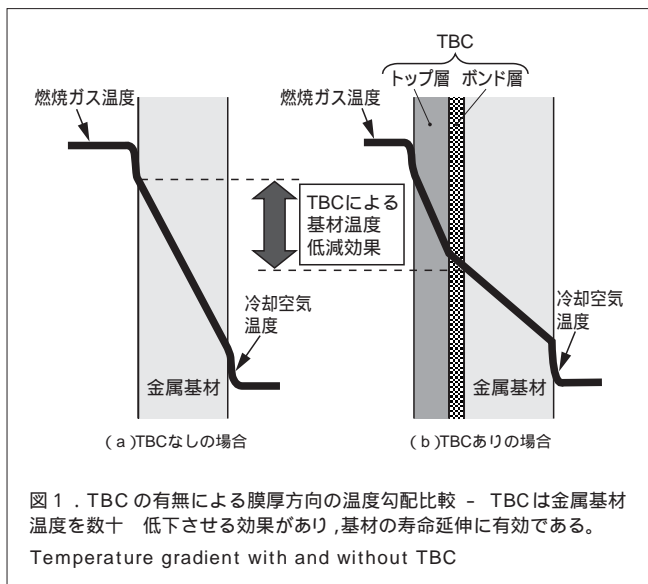 TBC
トップ層 ボンド層
燃焼ガス温度
燃焼ガス温度
TBCによる
基材温度
低減効果
冷却空気
温度
冷却空気
温度
金属基材
金属基材
(a)TBCなしの場合
(b)TBCありの場合
図1．TBCの有無による膜厚方向の温度勾配比較 － TBCは金属基材
温度を数十 低下させる効果があり，基材の寿命延伸に有効である。
Temperature gradient with and without TBC